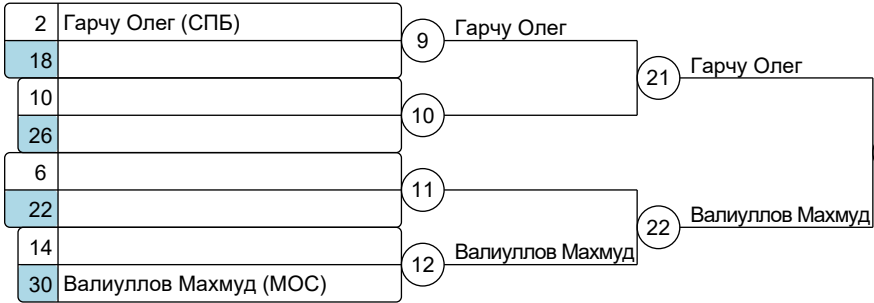 2 Гарчу Олег (СПБ)
9 Гарчу Олег
18
21 Гарчу Олег
10
10
26
6
11
22
22 Валиуллов Махмуд
14
12 Валиуллов Махмуд
30 Валиуллов Махмуд (МОС)